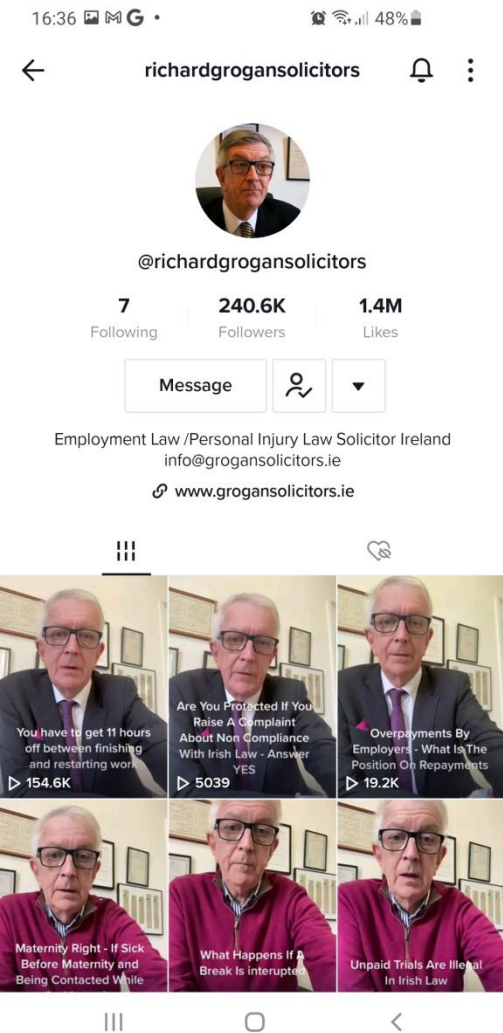 16:36
48%
richardgrogansolicitors
@richardgrogansolicitors
7 240.6K 1.4M
Following Followers Likes
Message
Employment Law /Personal Injury Law Solicitor Ireland
info@grogansolicitors.ie
www.grogansolicitors.ie
You have to get 11 hours
off between finishing
and restarting work
154.6K
Are You Protected If You
Raise A Complaint
About Non Compliance
With Irish Law - Answer
YES
5039
Overpayments By
Employers - What Is The
Position On Repayments
19.2K
Maternity Right - If Sick
Before Maternity and
Being Contacted While
What Happens If A
Break Is interupted
Unpaid Trials Are Illegal
In Irish Law